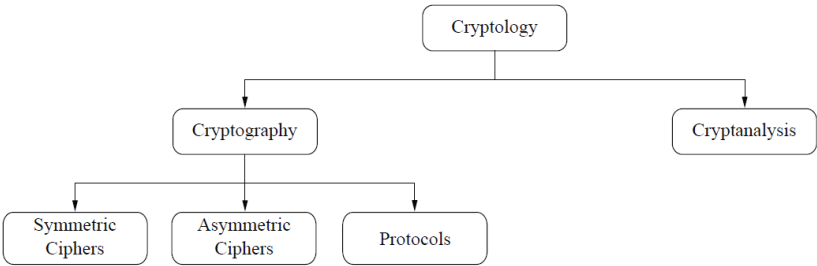 Cryptology
Cryptography
Cryptanalysis
Symmetric
Ciphers
Asymmetric
Ciphers
Protocols